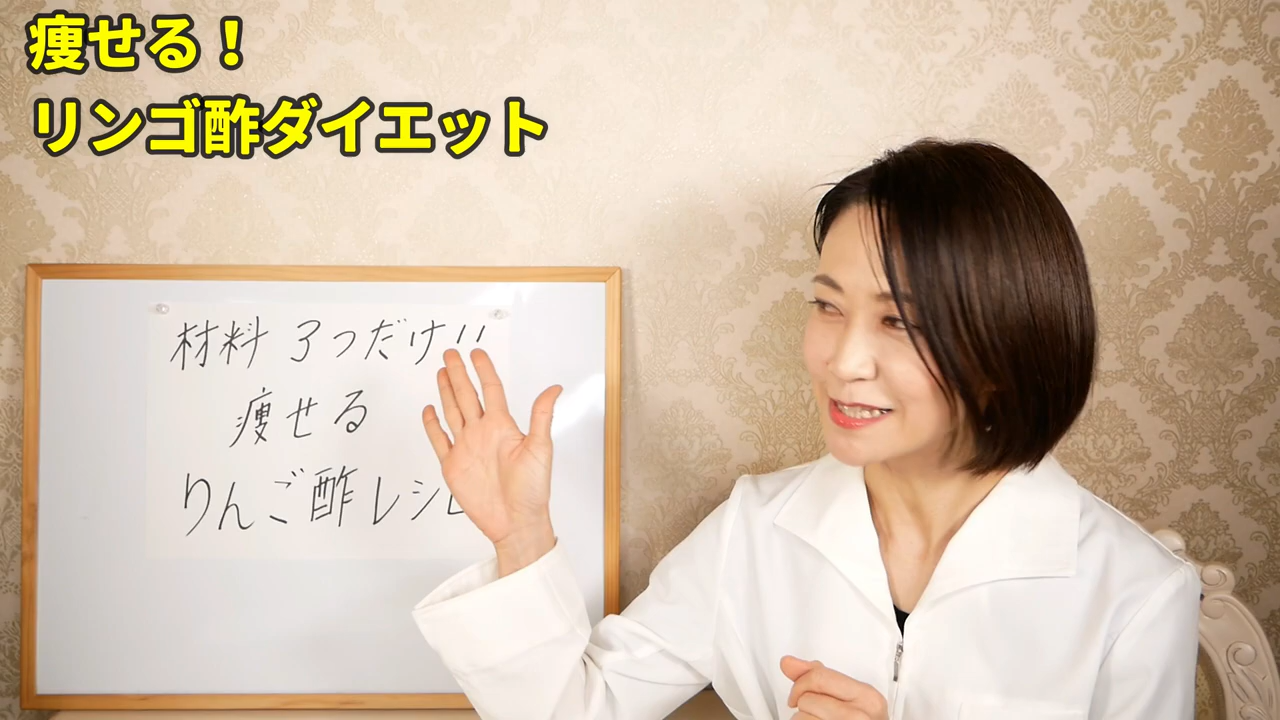 痩せる！
リンゴ酢ダイエット
材料 3つだけ!!
痩せる
りんご酢レシピ